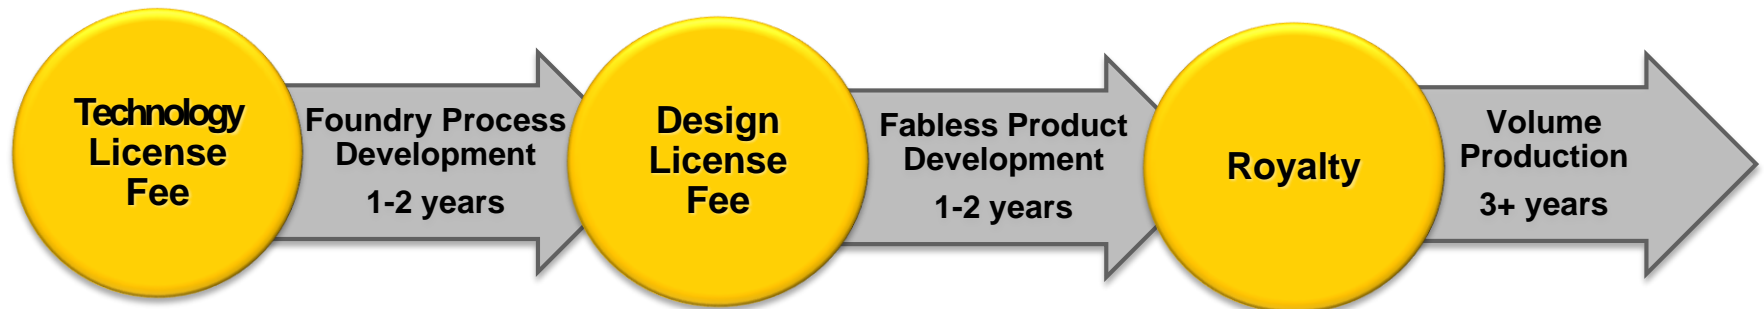 Technology
License
Fee
Foundry Process
Development
1-2 years
Design
License
Fee
Fabless Product
Development
1-2 years
Royalty
Volume
Production
3+ years